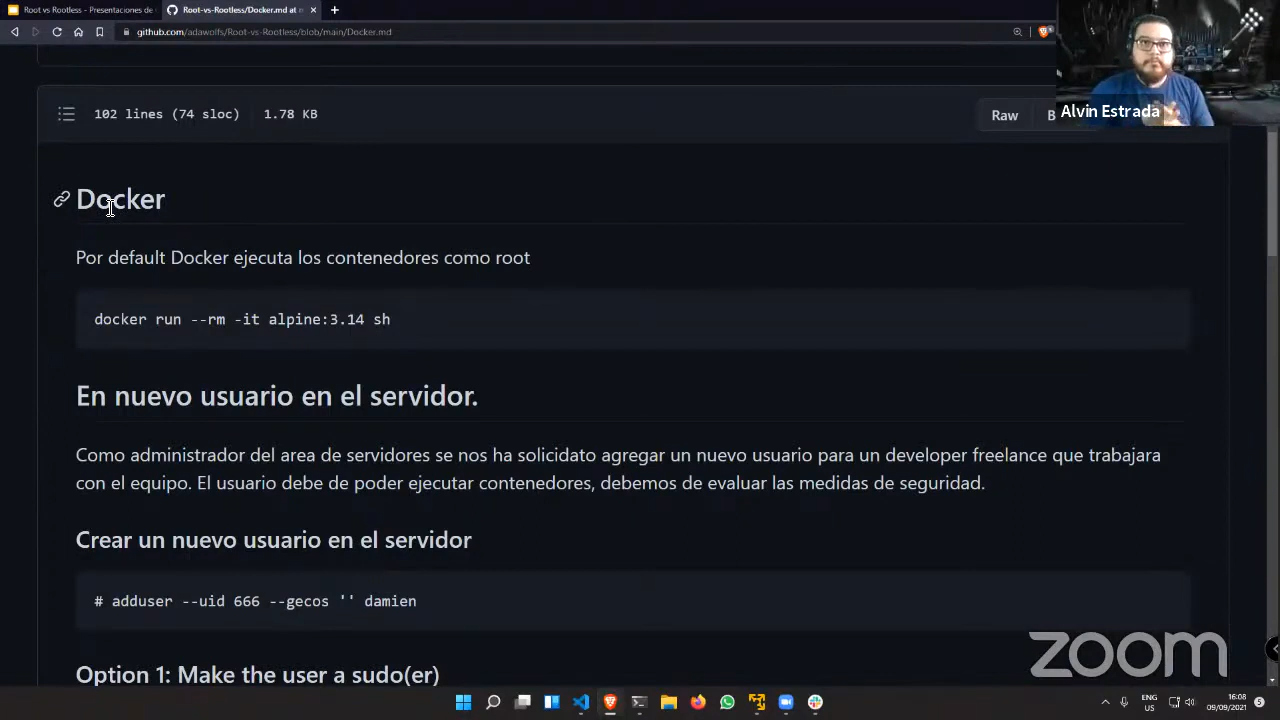 Root vs Rootless - Presentaciones de
Root-vs-Rootless/Docker.md at m
github.com/adawolfs/Root-vs-Rootless/blob/main/Docker.md
102 lines (74 sloc) 1.78 KB
Raw
Alvin Estrada
Docker
Por default Docker ejecuta los contenedores como root
docker run --rm -it alpine:3.14 sh
En nuevo usuario en el servidor.
Como administrador del area de servidores se nos ha solicidato agregar un nuevo usuario para un developer freelance que trabajara
con el equipo. El usuario debe de poder ejecutar contenedores, debemos de evaluar las medidas de seguridad.
Crear un nuevo usuario en el servidor
# adduser --uid 666 --gecos '' damien
Option 1: Make the user a sudo(er)
zoom
ENG
US
16:08
09/09/2021
5